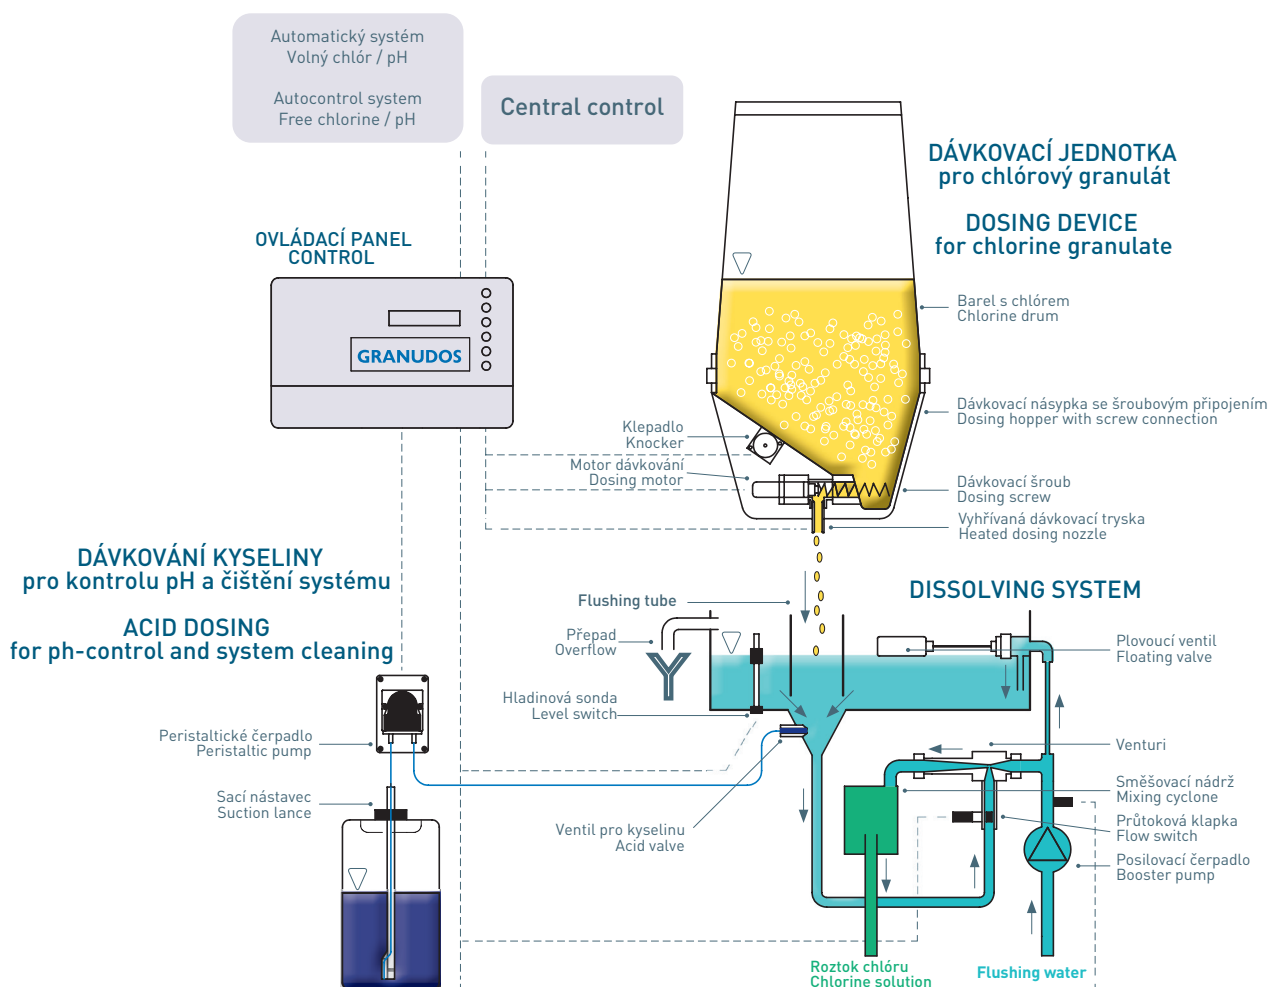 Automatický systém
Volný chlór / pH
Autocontrol system
Free chlorine / pH
Central control
DÁVKOVACÍ JEDNOTKA
pro chlórový granulát
DOSING DEVICE
for chlorine granulate
OVLÁDACÍ PANEL
CONTROL
GRANUDOS
Barel s chlórem
Chlorine drum
Dávkovací násypka se šroubovým připojením
Dosing hopper with screw connection
Klepadlo
Knocker
Motor dávkování
Dosing motor
Dávkovací šroub
Dosing screw
Vyhřívaná dávkovací tryska
Heated dosing nozzle
DÁVKOVÁNÍ KYSELINY
pro kontrolu pH a čištění systému
ACID DOSING
for ph-control and system cleaning
DISSOLVING SYSTEM
Flushing tube
Přepad
Overflow
Plovoucí ventil
Floating valve
Hladinová sonda
Level switch
Peristaltické čerpadlo
Peristaltic pump
Venturi
Sací nástavec
Suction lance
Směšovací nádrž
Mixing cyclone
Ventil pro kyselinu
Acid valve
Průtoková klapka
Flow switch
Posilovací čerpadlo
Booster pump
Roztok chlóru
Chlorine solution
Flushing water